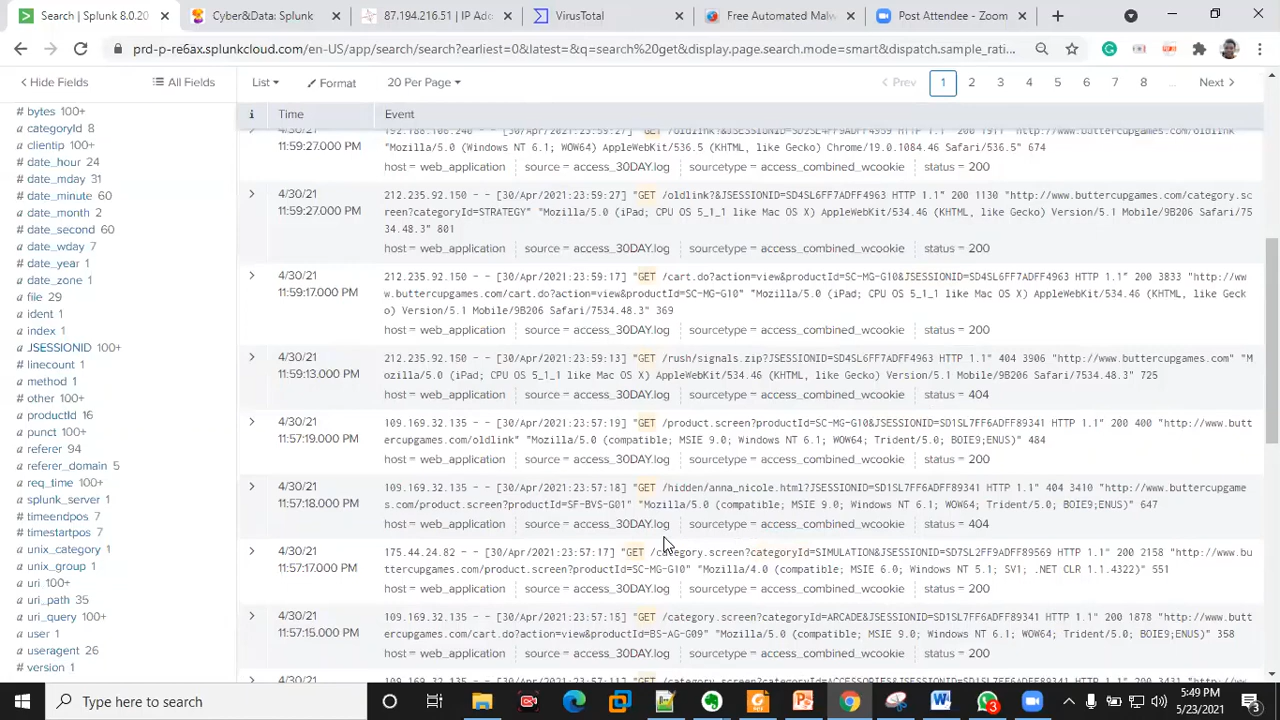 Search | Splunk 8.0.20
Cyber&Data: Splunk
87.194.216.51 | IP Ado
VirusTotal
Free Automated Malw
Post Attendee - Zoom
prd-p-re6ax.splunkcloud.com/en-US/app/search/search?earliest=0&latest=&q=search%20get&display.page.search.mode=smart&dispatch.sample_rati...
Hide Fields
All Fields
List
Format
20 Per Page
Prev
1
2
3
4
5
6
7
8
...
Next
# bytes 100+
a categoryId 8
a clientip 100+
# date_hour 24
# date_mday 31
# date_minute 60
a date_month 2
# date_second 60
a date_wday 7
# date_year 1
a date_zone 1
a file 29
a ident 1
a index 1
a JSESSIONID 100+
# linecount 1
a method 1
# other 100+
a productId 16
a punct 100+
a referer 94
a referer_domain 5
a req_time 100+
a splunk_server 1
# timeendpos 7
# timestartpos 7
a unix_category 1
a unix_group 1
a uri 100+
a uri_path 35
a uri_query 100+
a user 1
a useragent 26
# version 1
i Time Event
4/30/21
11:59:27.000 PM
"Mozilla/5.0 (Windows NT 6.1; WOW64) AppleWebKit/536.5 (KHTML, like Gecko) Chrome/19.0.1084.46 Safari/536.5" 674
host = web_application source = access_30DAY.log sourcetype = access_combined_wcookie status = 200
4/30/21
11:59:27.000 PM
212.235.92.150 - - [30/Apr/2021:23:59:27] "GET /oldlink?&JSESSIONID=SD4SL6FF7ADFF4963 HTTP 1.1" 200 1130 "http://www.buttercupgames.com/category.sc
reen?categoryId=STRATEGY" "Mozilla/5.0 (iPad; CPU OS 5_1_1 like Mac OS X) AppleWebKit/534.46 (KHTML, like Gecko) Version/5.1 Mobile/9B206 Safari/75
34.48.3" 801
host = web_application source = access_30DAY.log sourcetype = access_combined_wcookie status = 200
4/30/21
11:59:17.000 PM
212.235.92.150 - - [30/Apr/2021:23:59:17] "GET /cart.do?action=view&productId=SC-MG-G10&JSESSIONID=SD4SL6FF7ADFF4963 HTTP 1.1" 200 3833 "http://ww
w.buttercupgames.com/cart.do?action=view&productId=SC-MG-G10" "Mozilla/5.0 (iPad; CPU OS 5_1_1 like Mac OS X) AppleWebKit/534.46 (KHTML, like Geck
o) Version/5.1 Mobile/9B206 Safari/7534.48.3" 369
host = web_application source = access_30DAY.log sourcetype = access_combined_wcookie status = 200
4/30/21
11:59:13.000 PM
212.235.92.150 - - [30/Apr/2021:23:59:13] "GET /rush/signals.zip?JSESSIONID=SD4SL6FF7ADFF4963 HTTP 1.1" 404 3906 "http://www.buttercupgames.com" "M
ozilla/5.0 (iPad; CPU OS 5_1_1 like Mac OS X) AppleWebKit/534.46 (KHTML, like Gecko) Version/5.1 Mobile/9B206 Safari/7534.48.3" 725
host = web_application source = access_30DAY.log sourcetype = access_combined_wcookie status = 404
4/30/21
11:57:19.000 PM
109.169.32.135 - - [30/Apr/2021:23:57:19] "GET /product.screen?productId=SC-MG-G10&JSESSIONID=SD1SL7FF6ADFF89341 HTTP 1.1" 200 400 "http://www.butt
ercupgames.com/oldlink" "Mozilla/5.0 (compatible; MSIE 9.0; Windows NT 6.1; WOW64; Trident/5.0; BOIE9;ENUS)" 484
host = web_application source = access_30DAY.log sourcetype = access_combined_wcookie status = 200
4/30/21
11:57:18.000 PM
109.169.32.135 - - [30/Apr/2021:23:57:18] "GET /hidden/anna_nicole.html?JSESSIONID=SD1SL7FF6ADFF89341 HTTP 1.1" 404 3410 "http://www.buttercupgame
s.com/product.screen?productId=SF-BVS-G01" "Mozilla/5.0 (compatible; MSIE 9.0; Windows NT 6.1; WOW64; Trident/5.0; BOIE9;ENUS)" 647
host = web_application source = access_30DAY.log sourcetype = access_combined_wcookie status = 404
4/30/21
11:57:17.000 PM
175.44.24.82 - - [30/Apr/2021:23:57:17] "GET /category.screen?categoryId=SIMULATION&JSESSIONID=SD7SL2FF9ADFF89569 HTTP 1.1" 200 2158 "http://www.bu
ttercupgames.com/product.screen?productId=SC-MG-G10" "Mozilla/4.0 (compatible; MSIE 6.0; Windows NT 5.1; SV1; .NET CLR 1.1.4322)" 551
host = web_application source = access_30DAY.log sourcetype = access_combined_wcookie status = 200
4/30/21
11:57:15.000 PM
109.169.32.135 - - [30/Apr/2021:23:57:15] "GET /category.screen?categoryId=ARCADE&JSESSIONID=SD1SL7FF6ADFF89341 HTTP 1.1" 200 1878 "http://www.butt
ercupgames.com/cart.do?action=view&productId=BS-AG-G09" "Mozilla/5.0 (compatible; MSIE 9.0; Windows NT 6.1; WOW64; Trident/5.0; BOIE9;ENUS)" 358
host = web_application source = access_30DAY.log sourcetype = access_combined_wcookie status = 200
4/30/21
Type here to search
3
5:49 PM
5/23/2021
3